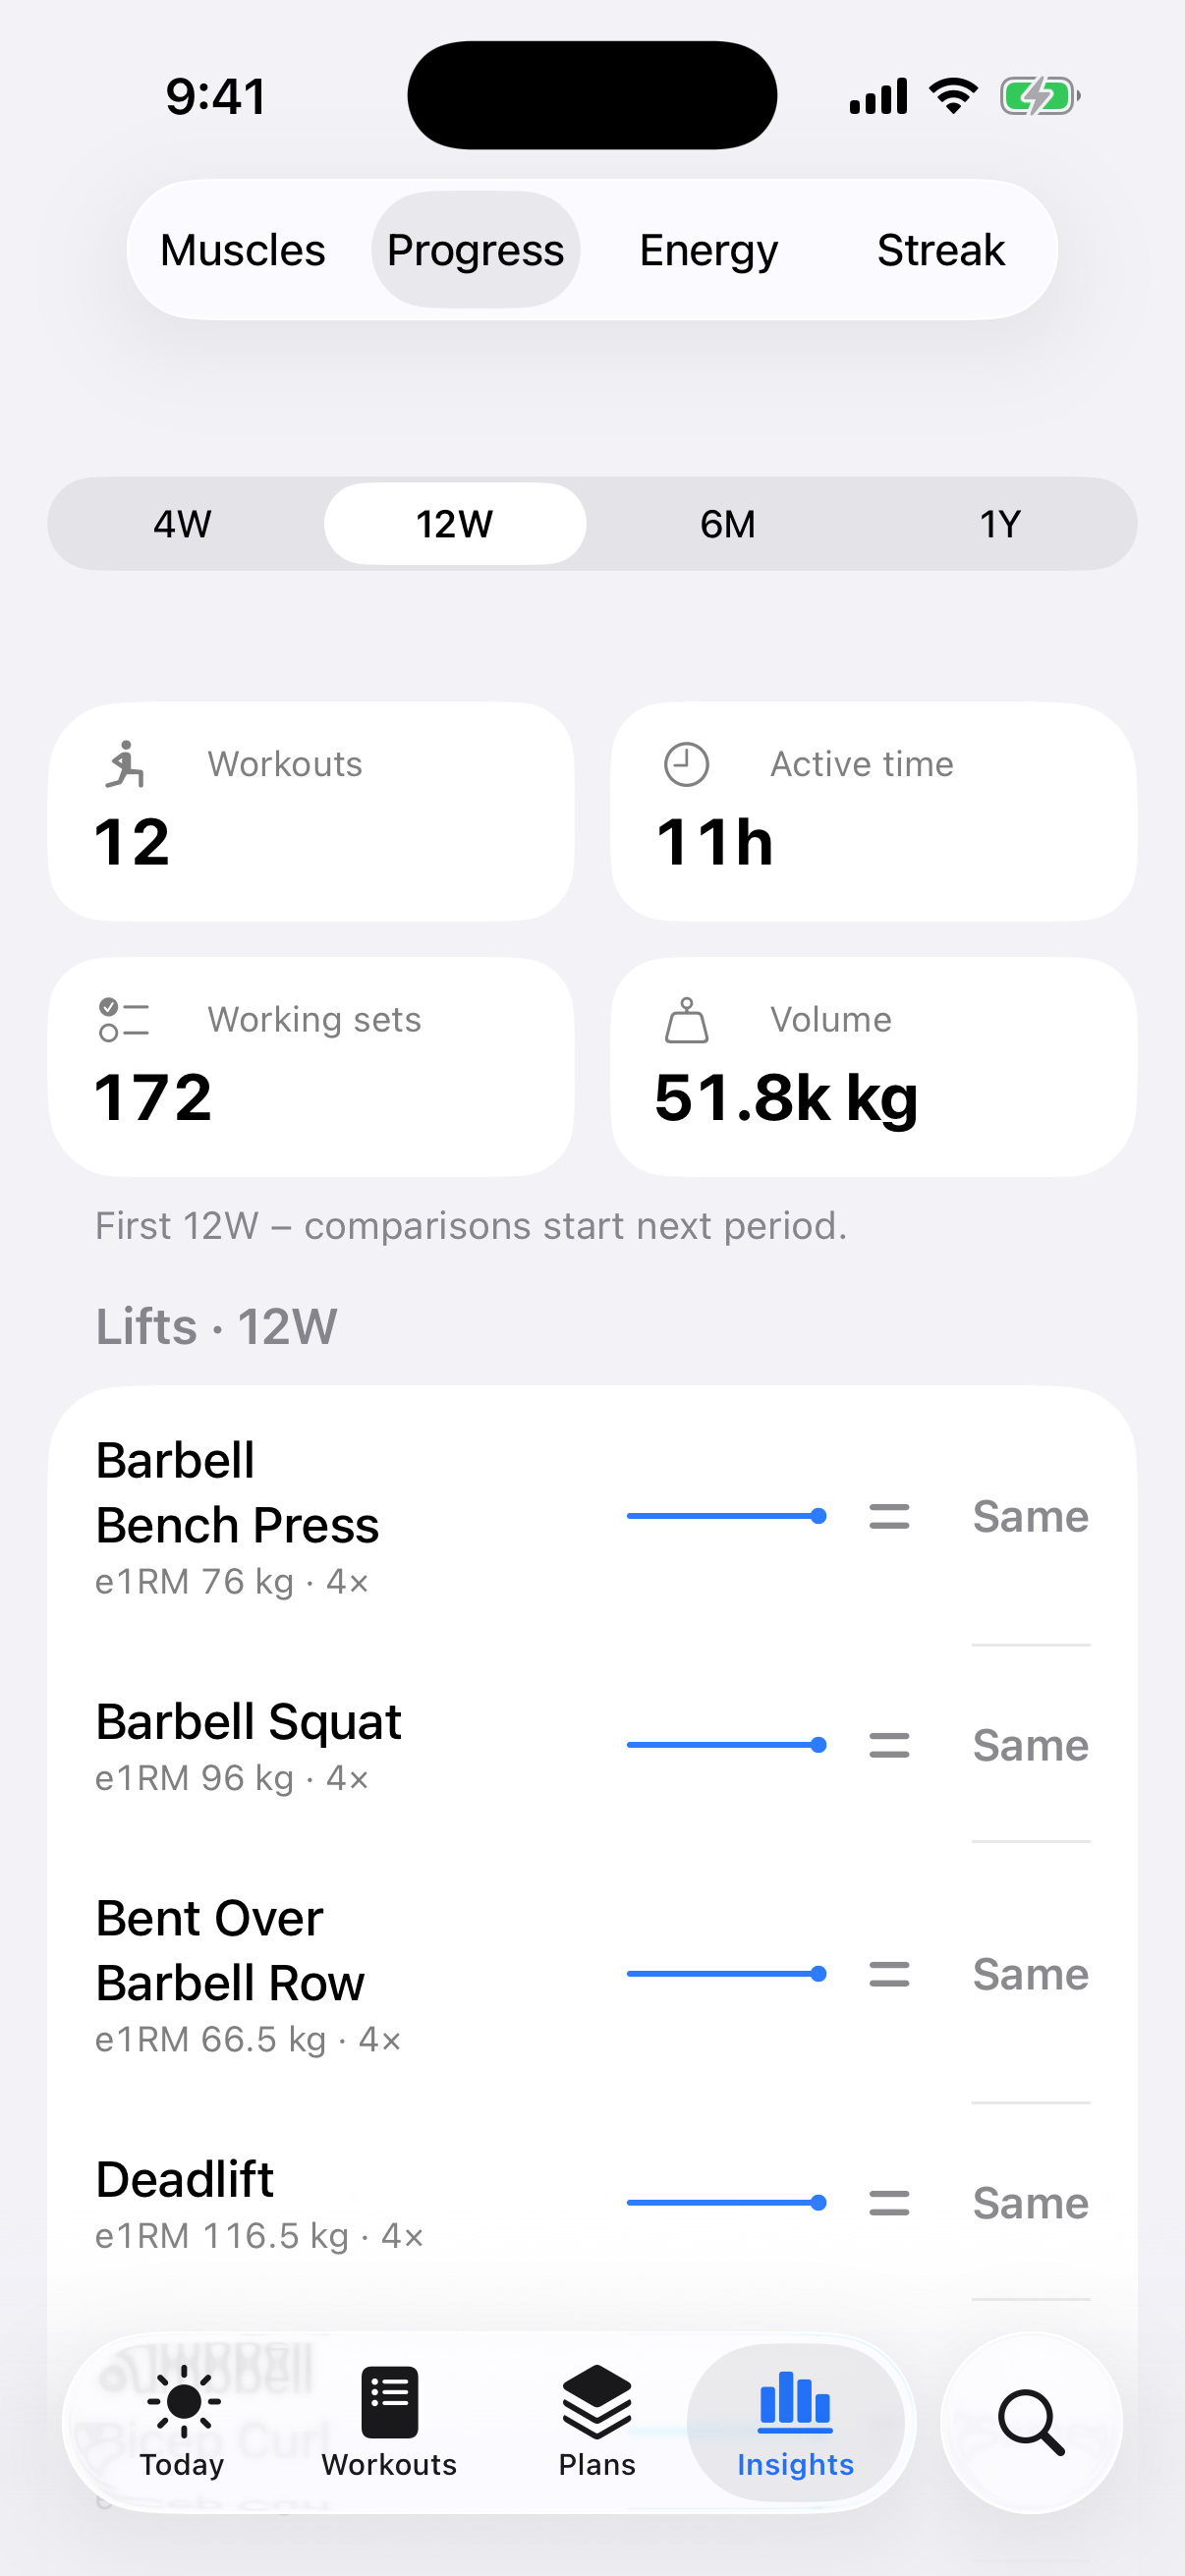 9:41
Muscles
Progress
Energy
Streak
4W
12W
6M
1Y
Workouts
12
Active time
11h
Working sets
172
Volume
51.8k kg
First 12W – comparisons start next period.
Lifts · 12W
Barbell
Bench Press
e1RM 76 kg · 4×
Same
Barbell Squat
e1RM 96 kg · 4×
Same
Bent Over
Barbell Row
e1RM 66.5 kg · 4×
Same
Deadlift
e1RM 116.5 kg · 4×
Same
Bicep Curl
Today
Workouts
Plans
Insights